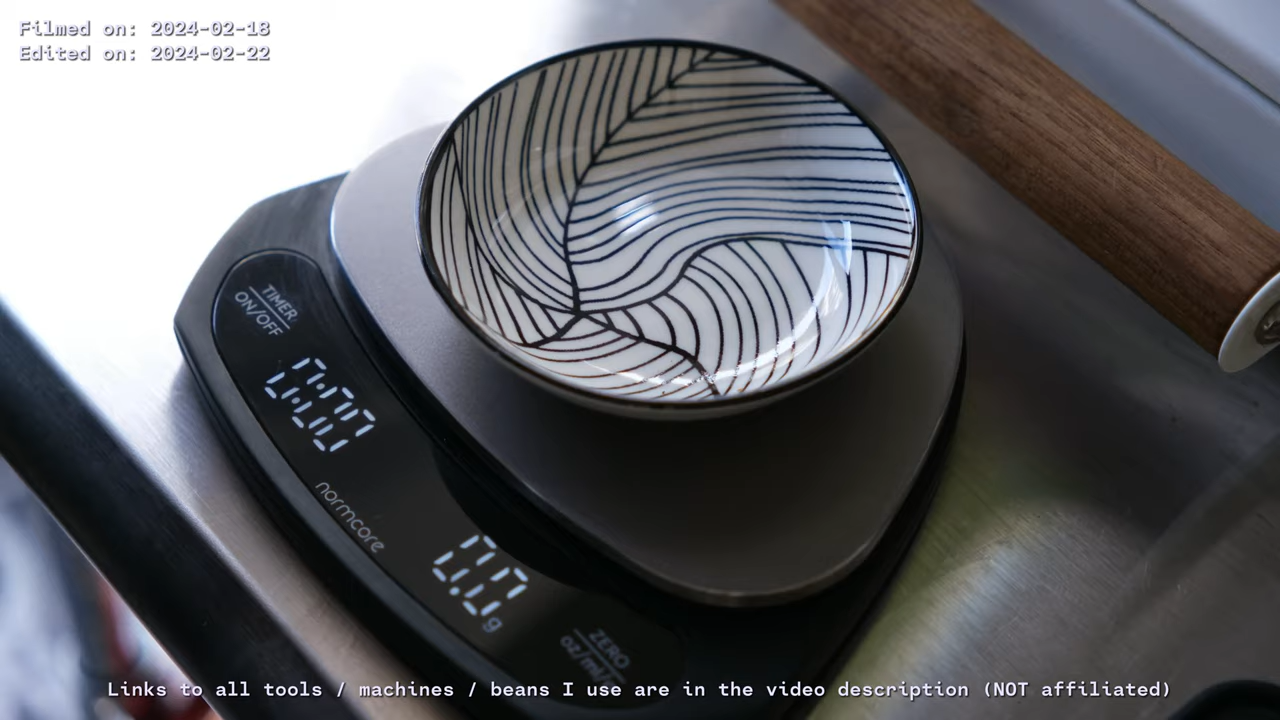 Filmed on: 2024-02-18
Edited on: 2024-02-22
TIMER
ON/OFF
0:00
normcore
0.0 g
ZERO
oz/ml/
Links to all tools / machines / beans I use are in the video description (NOT affiliated)